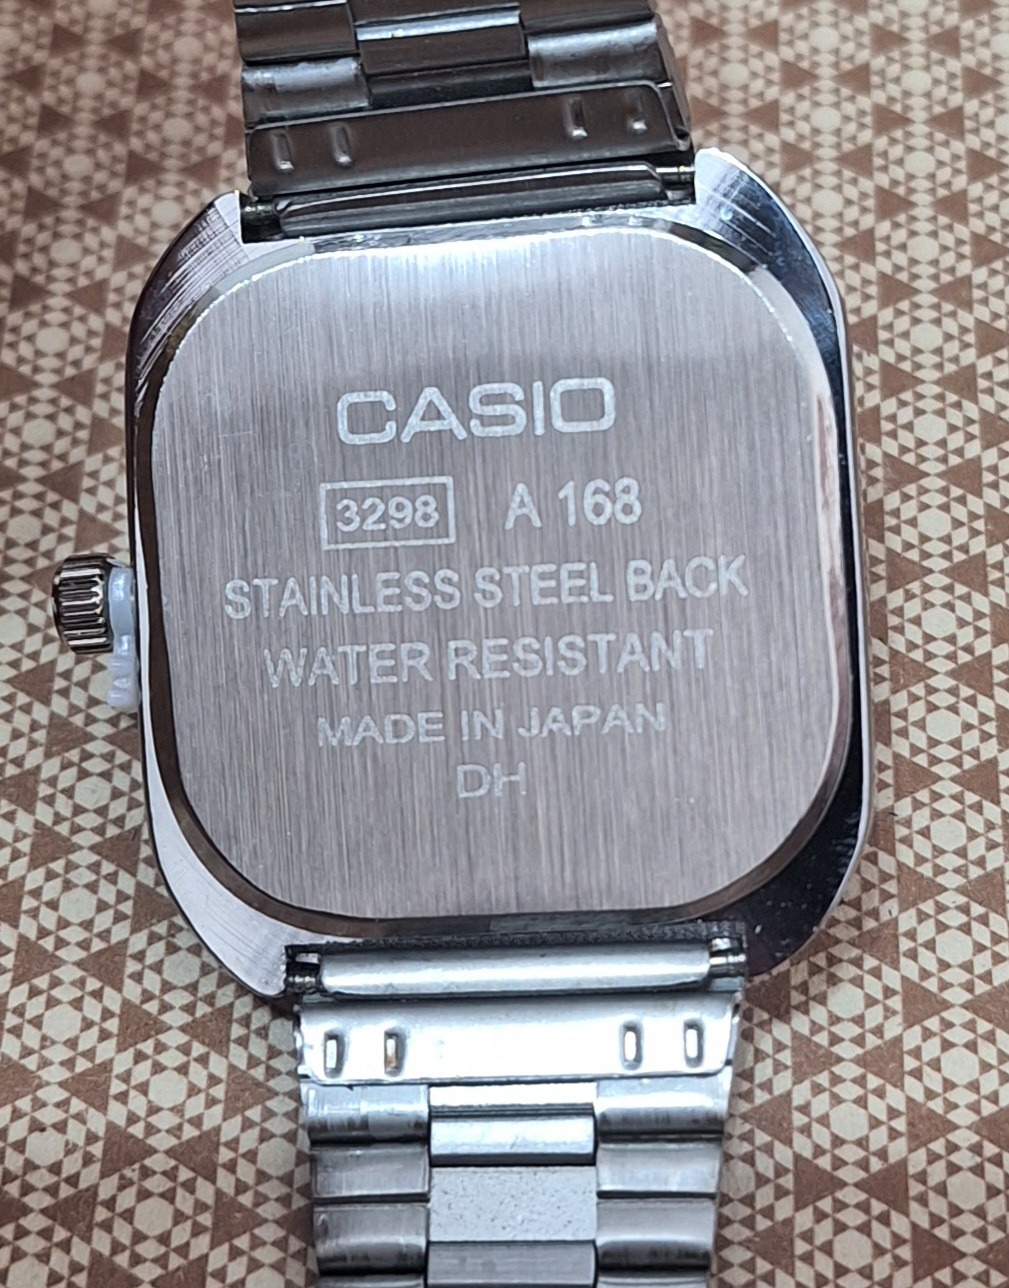 CASIO
3298 A 168
STAINLESS STEEL BACK
WATER RESISTANT
MADE IN JAPAN
DH